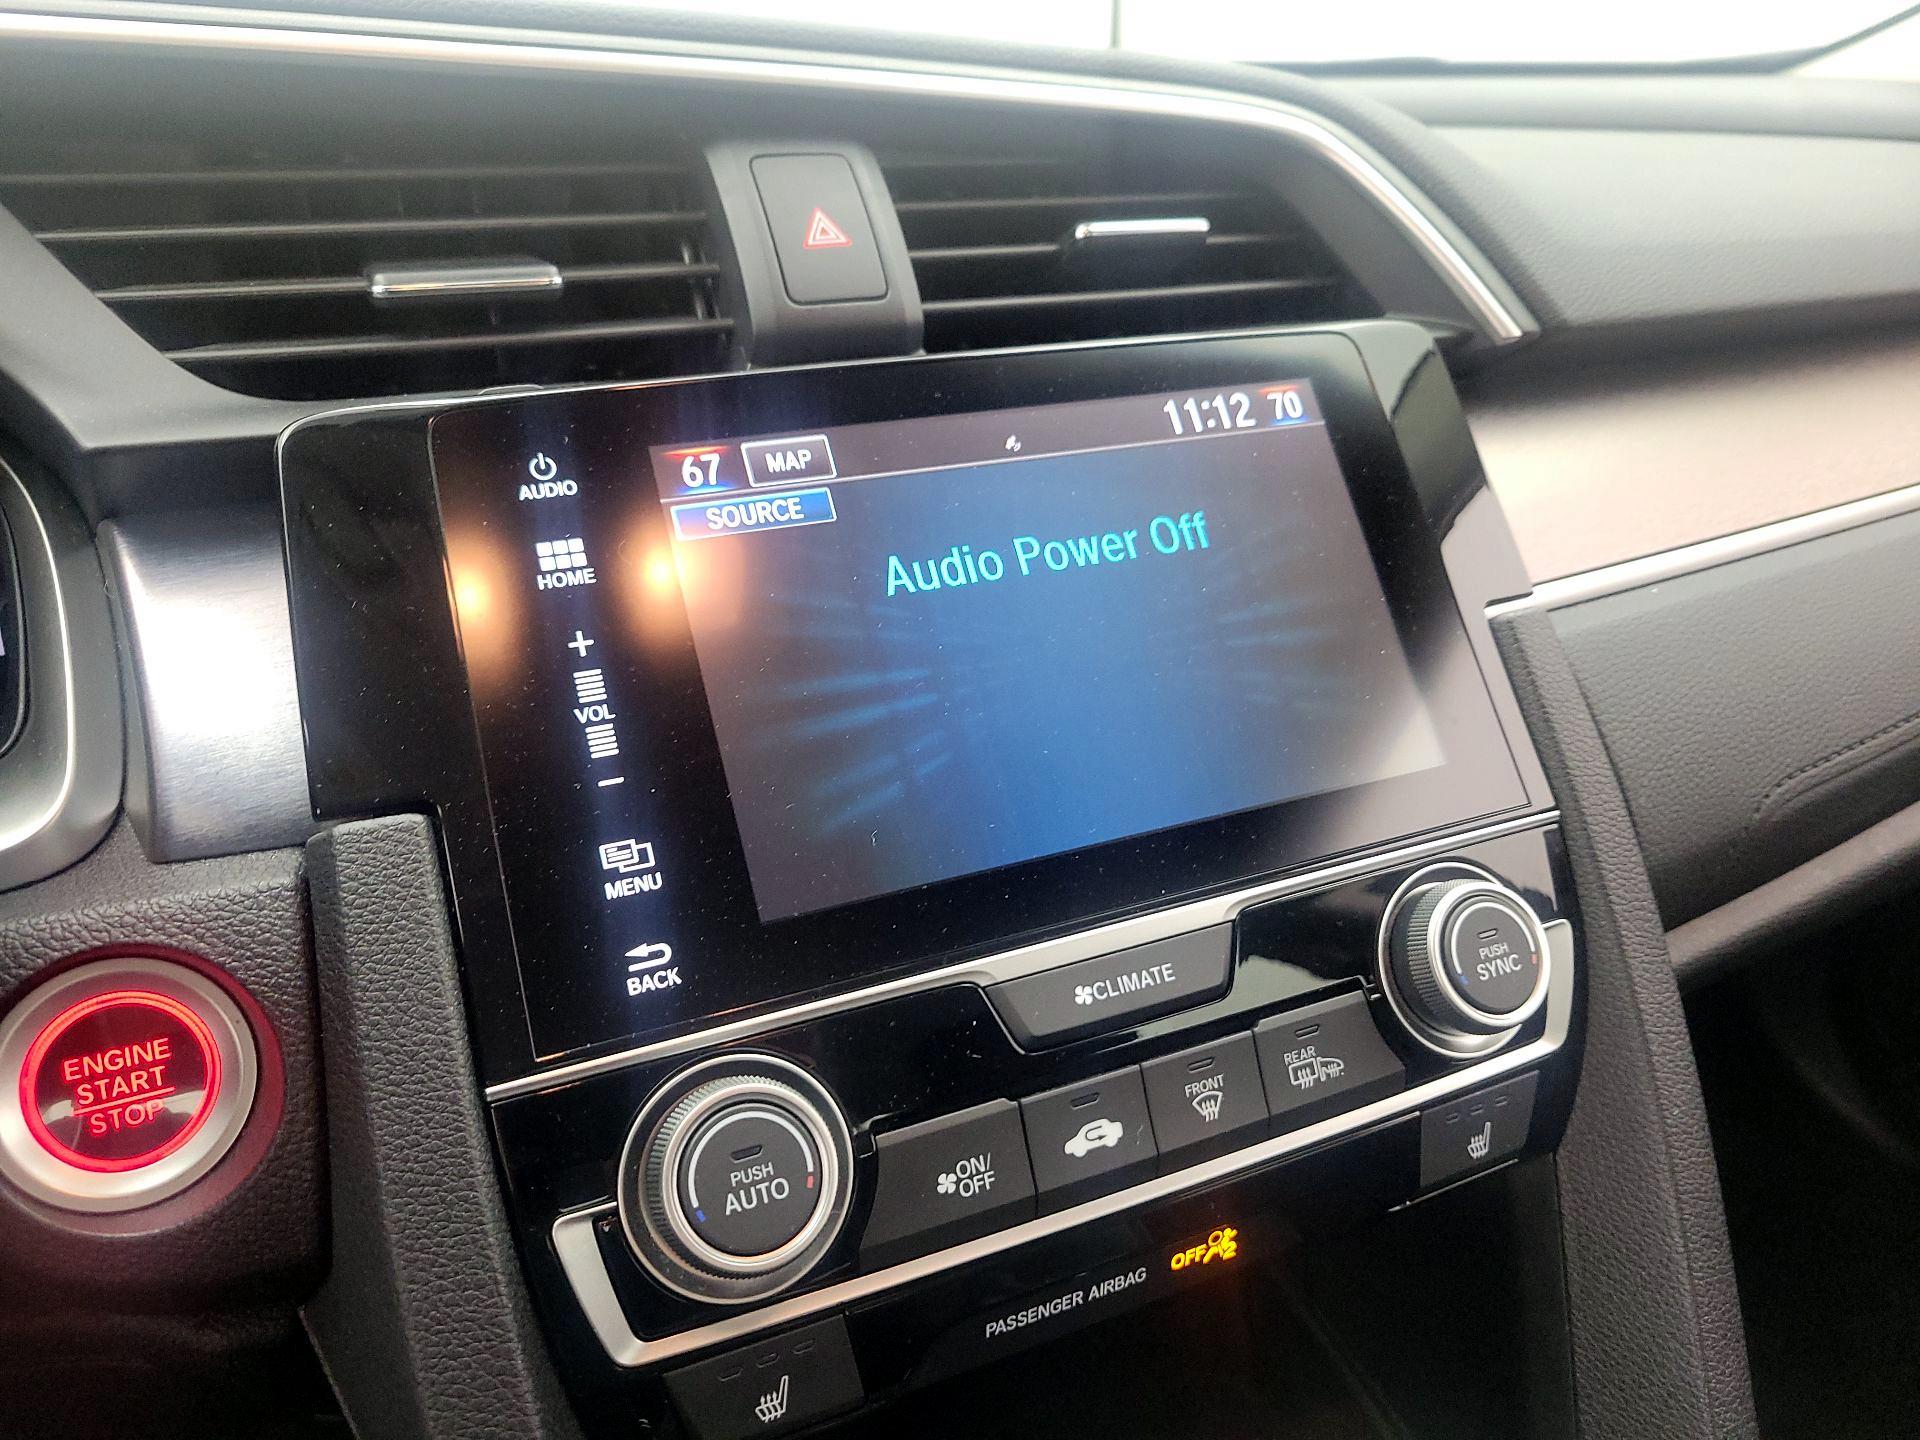 AUDIO
67 MAP 11:12 70
SOURCE
Audio Power Off
HOME
+
VOL
−
MENU
BACK
CLIMATE
PUSH
SYNC
ENGINE
START
STOP
PUSH
AUTO
ON/
OFF
FRONT
REAR
PASSENGER AIRBAG OFF 2